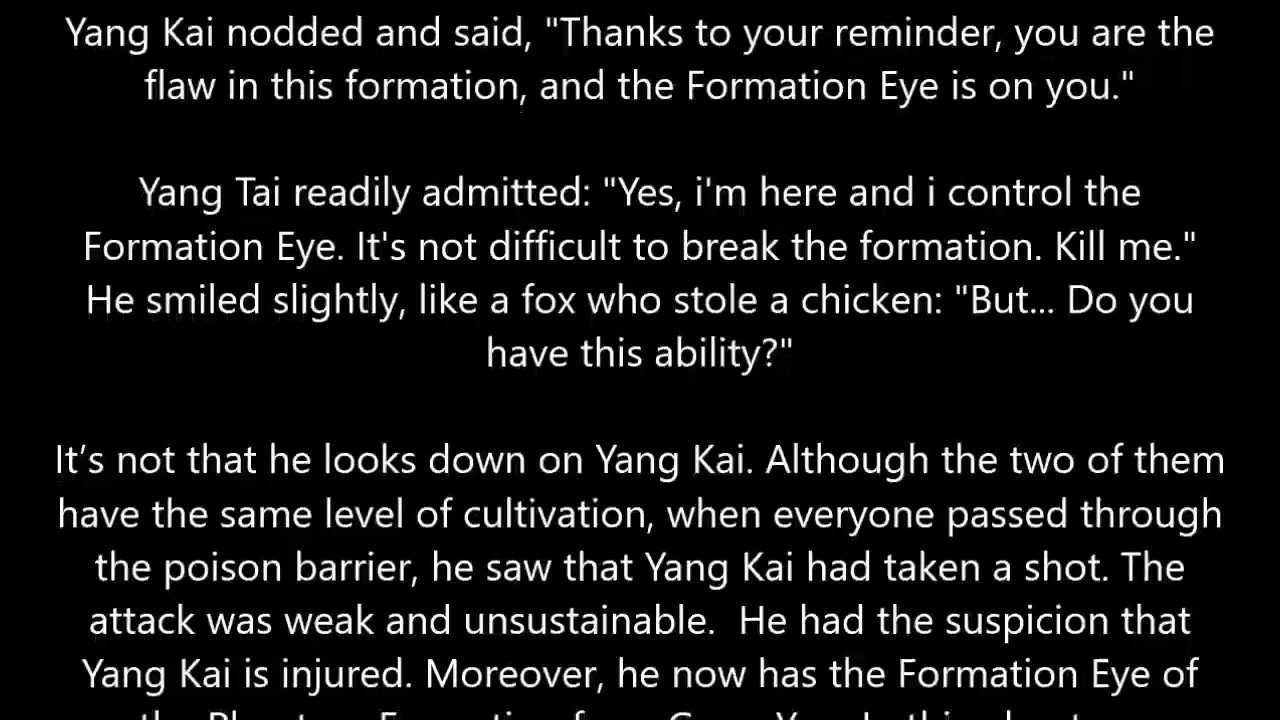 Yang Kai nodded and said, "Thanks to your reminder, you are the
flaw in this formation, and the Formation Eye is on you."
Yang Tai readily admitted: "Yes, i'm here and i control the
Formation Eye. It's not difficult to break the formation. Kill me."
He smiled slightly, like a fox who stole a chicken: "But... Do you
have this ability?"
It’s not that he looks down on Yang Kai. Although the two of them
have the same level of cultivation, when everyone passed through
the poison barrier, he saw that Yang Kai had taken a shot. The
attack was weak and unsustainable.  He had the suspicion that
Yang Kai is injured. Moreover, he now has the Formation Eye of